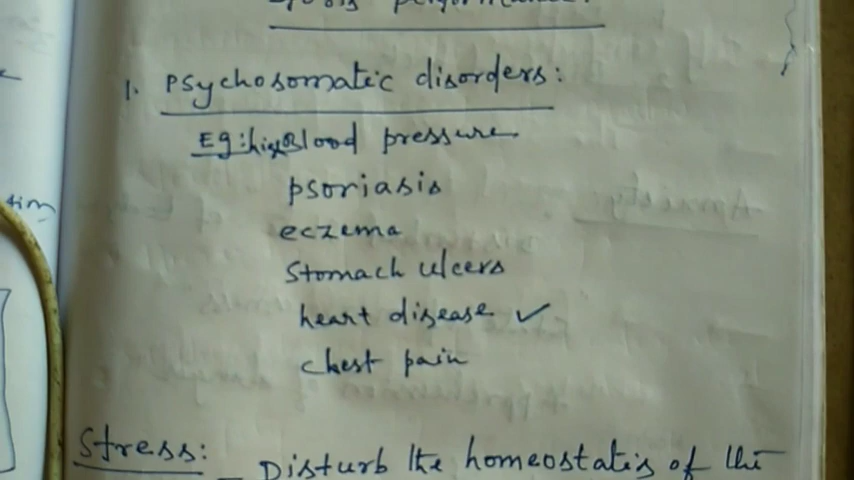 1. Psychosomatic disorders:
Eg: high Blood pressure
psoriasis
eczema
Stomach ulcers
heart disease ✓
chest pain
Stress:
_ Disturb the homeostatis of the